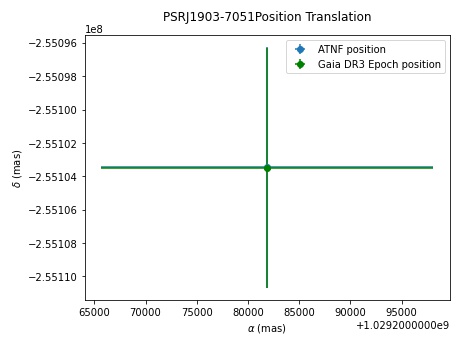 PSRJ1903-7051Position Translation
1e8
ATNF position
Gaia DR3 Epoch position
−2.55096
−2.55098
−2.55100
−2.55102
−2.55104
−2.55106
−2.55108
−2.55110
δ (mas)
65000 70000 75000 80000 85000 90000 95000
α (mas)
+1.0292000000e9